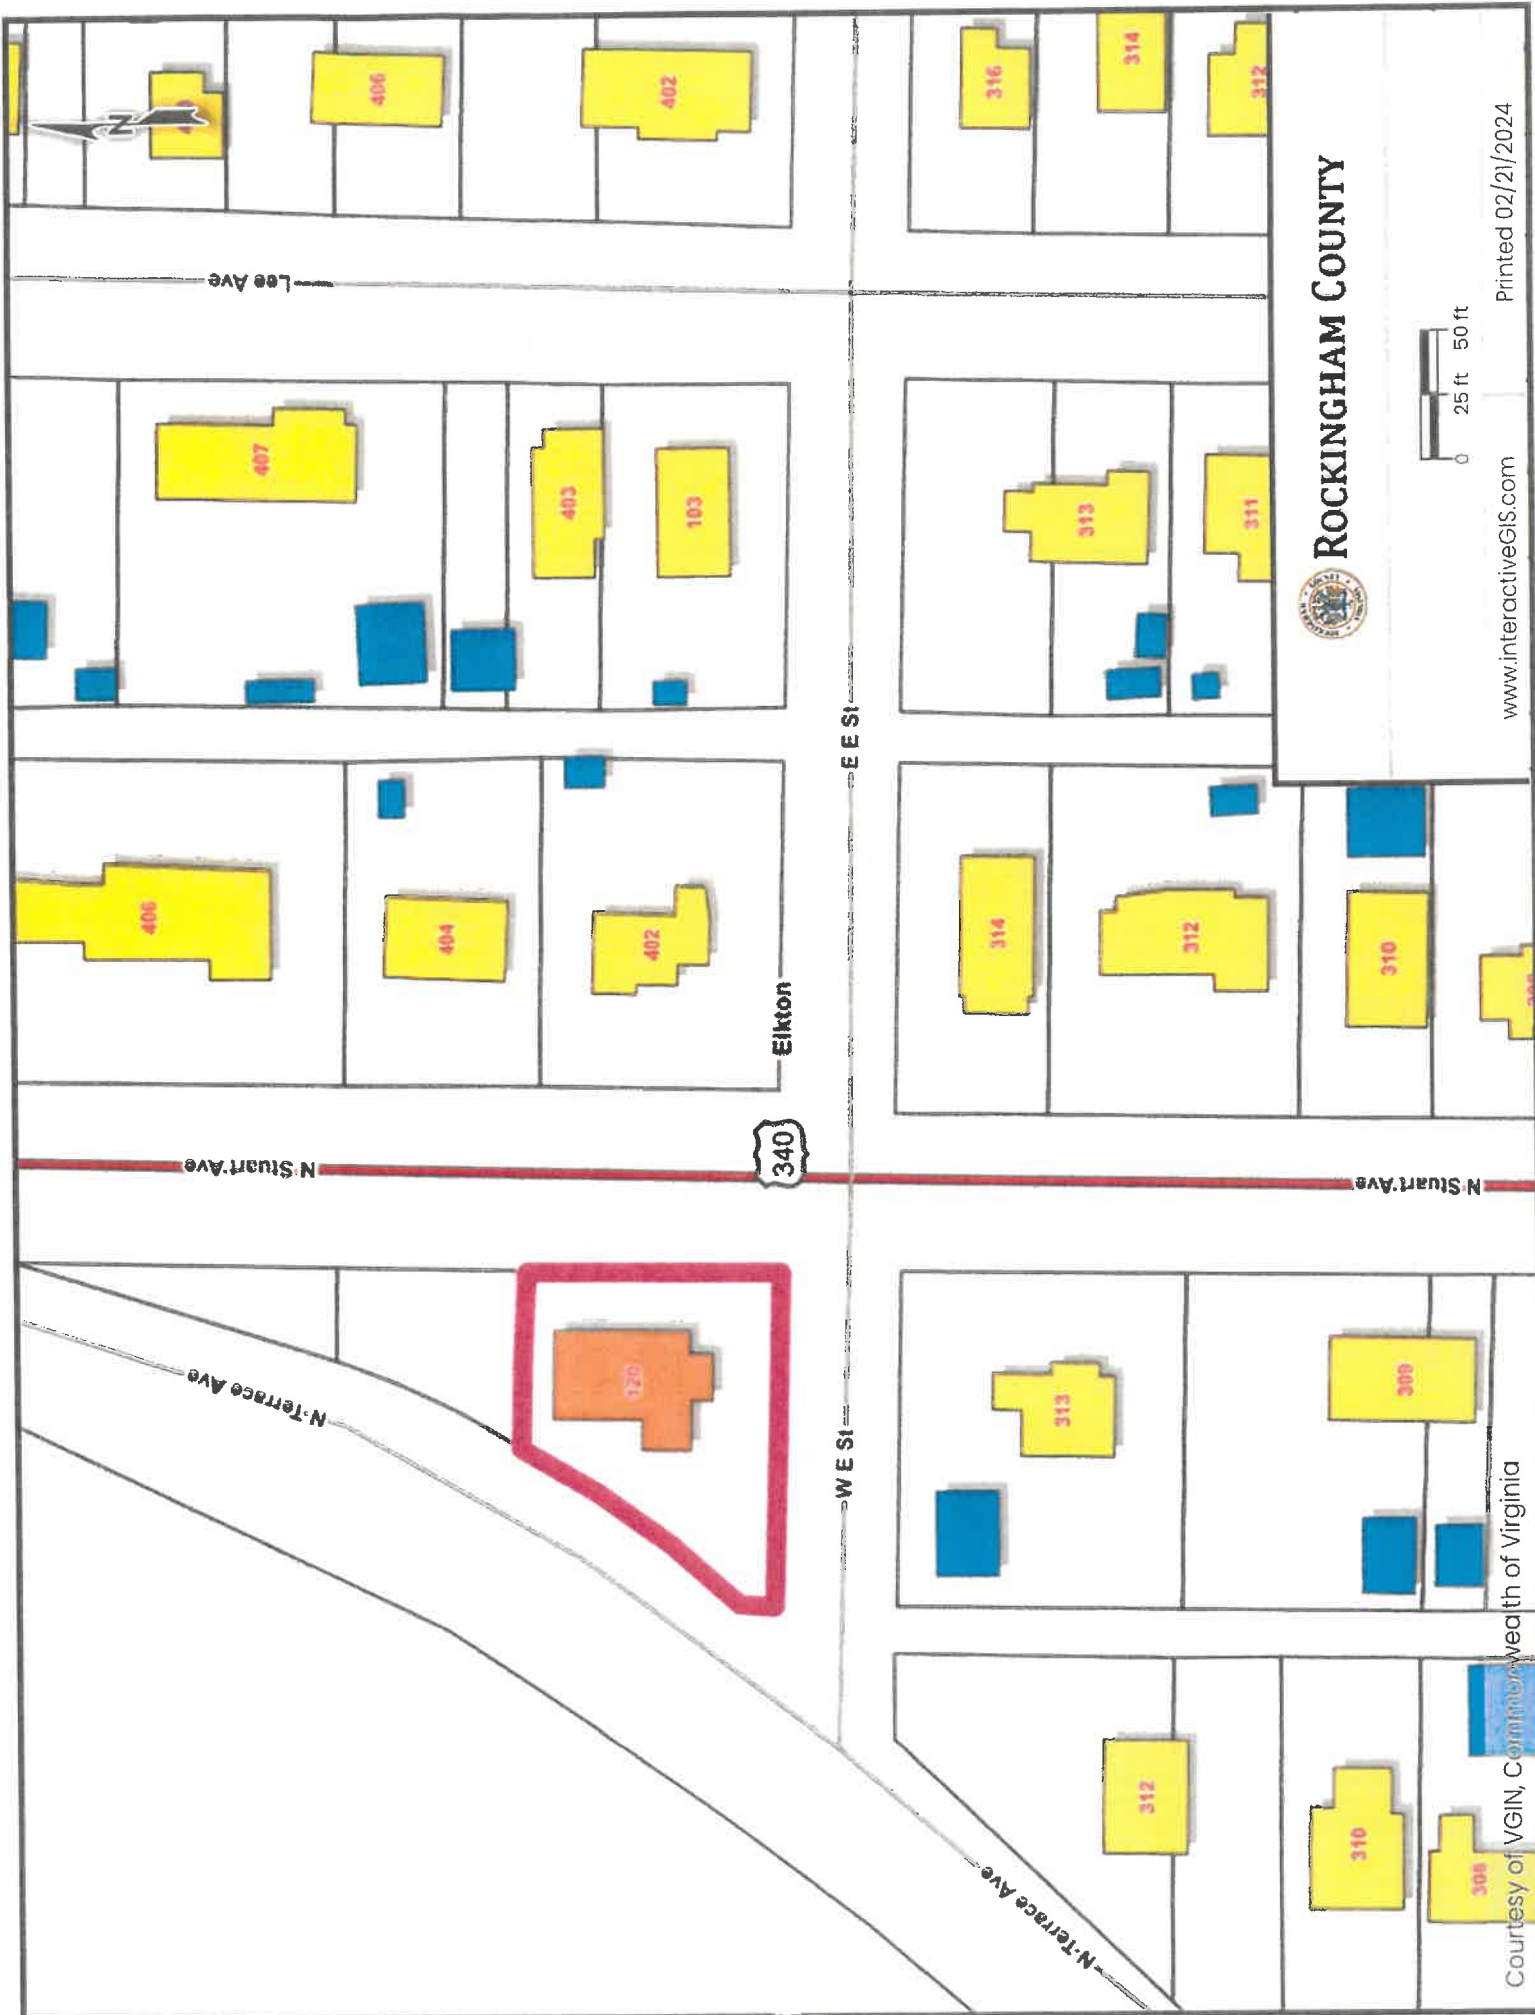 N
406
N Stuart Ave
N Terrace Ave
Lee Ave
407
406
404
403
120
402
402
103
Elkton
340
W E St
E E St
316
314
N Terrace Ave
313
313
314
312
312
311
312
ROCKINGHAM COUNTY
310
310
309
N Stuart Ave
0 25 ft 50 ft
Courtesy of VGIN, Commonwealth of Virginia
www.interactiveGIS.com
Printed 02/21/2024